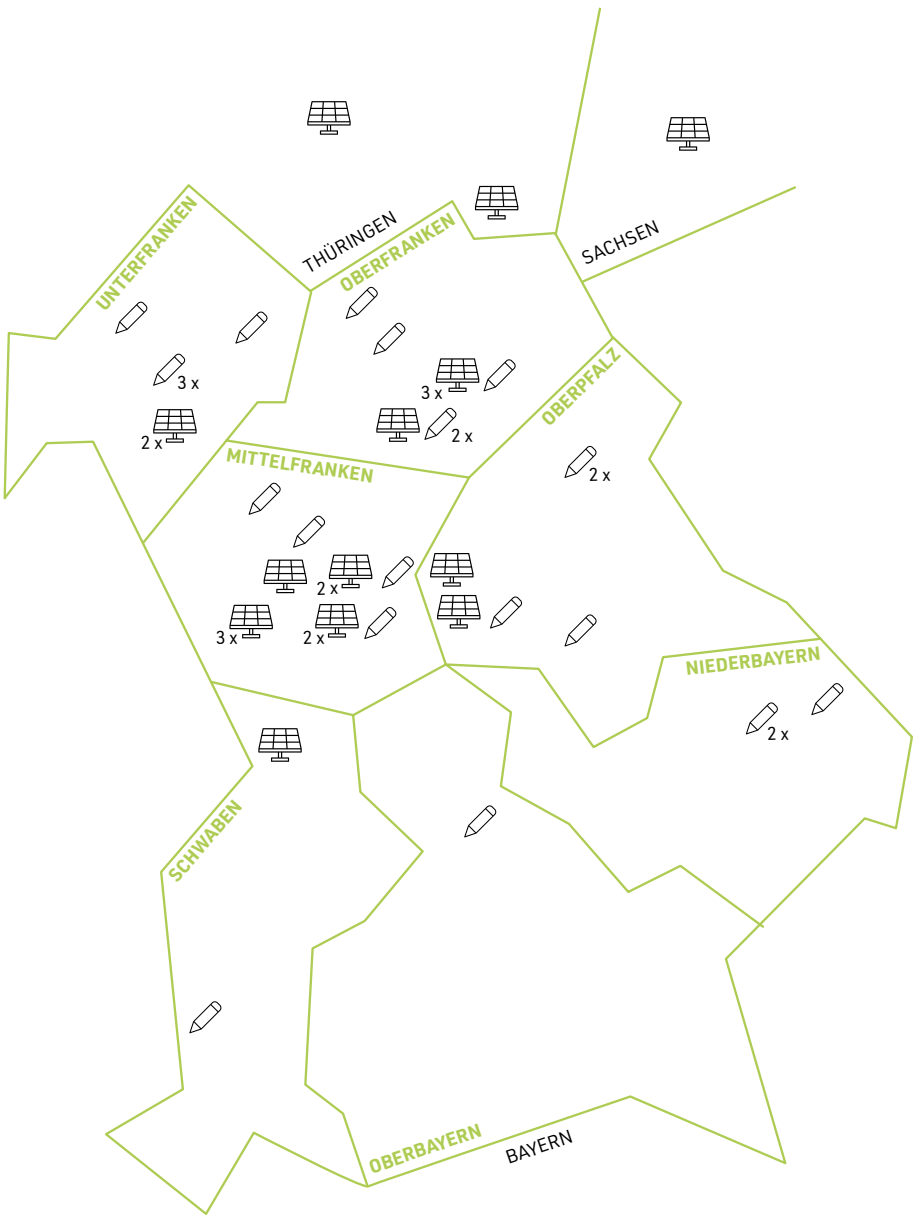 UNTERFRANKEN
THÜRINGEN
OBERFRANKEN
SACHSEN
3 x
2 x
3 x
2 x
OBERPFALZ
MITTELFRANKEN
2 x
2 x
3 x
2 x
NIEDERBAYERN
2 x
SCHWABEN
OBERBAYERN
BAYERN